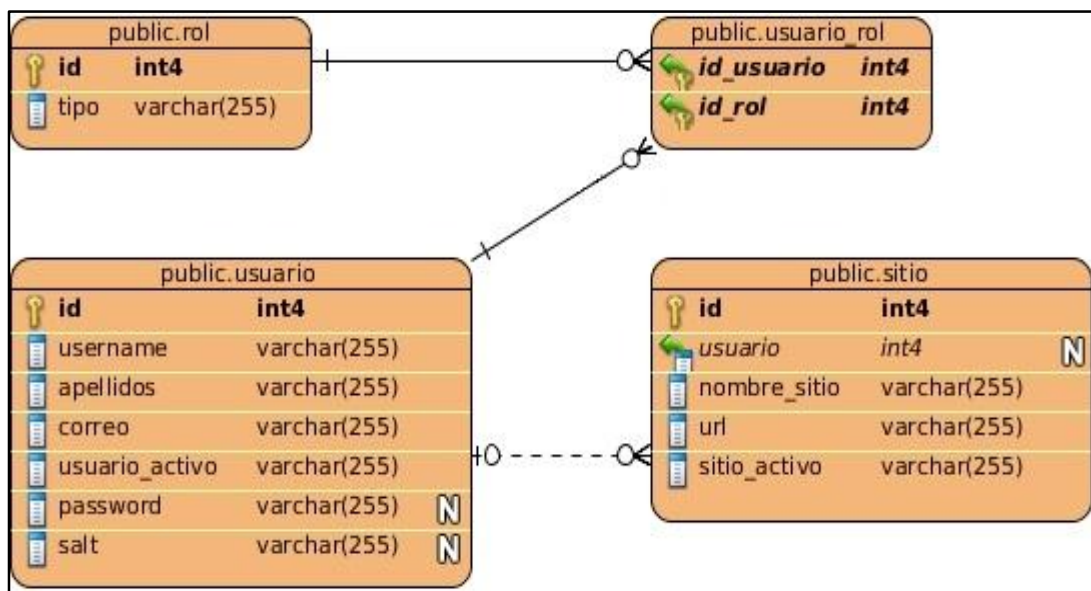 public.rol
id int4
tipo varchar(255)
public.usuario_rol
id_usuario int4
id_rol int4
public.usuario
id int4
username varchar(255)
apellidos varchar(255)
correo varchar(255)
usuario_activo varchar(255)
password varchar(255) N
salt varchar(255) N
public.sitio
id int4
usuario int4 N
nombre_sitio varchar(255)
url varchar(255)
sitio_activo varchar(255)